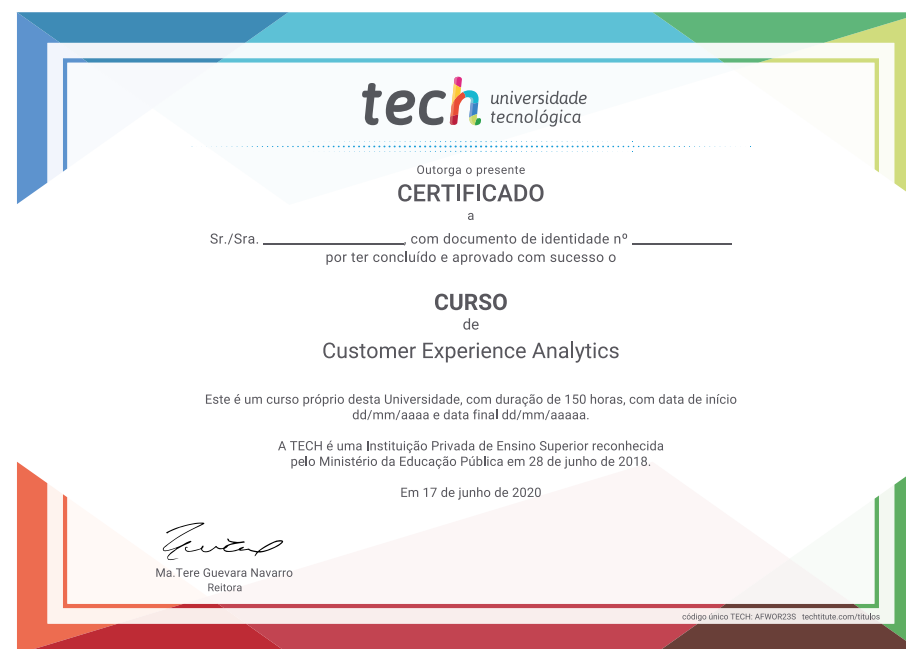 tech universidade
tecnológica
Outorga o presente
CERTIFICADO
a
Sr./Sra. ________________, com documento de identidade nº ____________
por ter concluído e aprovado com sucesso o
CURSO
de
Customer Experience Analytics
Este é um curso próprio desta Universidade, com duração de 150 horas, com data de início
dd/mm/aaaa e data final dd/mm/aaaaa.
A TECH é uma Instituição Privada de Ensino Superior reconhecida
pelo Ministério da Educação Pública em 28 de junho de 2018.
Em 17 de junho de 2020
Ma.Tere Guevara Navarro
Reitora
código único TECH: AFWOR23S techtitute.com/titulos